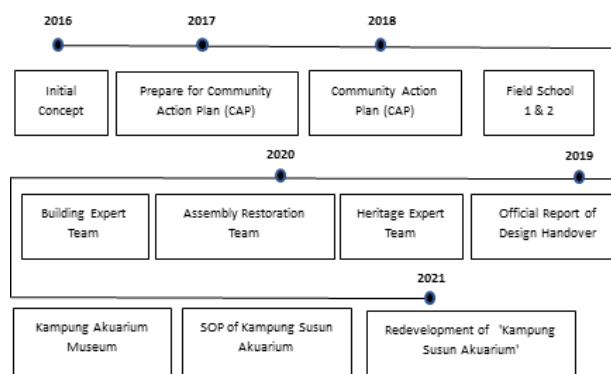 2016
2017
2018
Initial
Concept
Prepare for Community
Action Plan (CAP)
Community Action
Plan (CAP)
Field School
1 & 2
2020
2019
Building Expert
Team
Assembly Restoration
Team
Heritage Expert
Team
Official Report of
Design Handover
2021
Kampung Akuarium
Museum
SOP of Kampung Susun
Akuarium
Redevelopment of 'Kampung
Susun Akuarium'